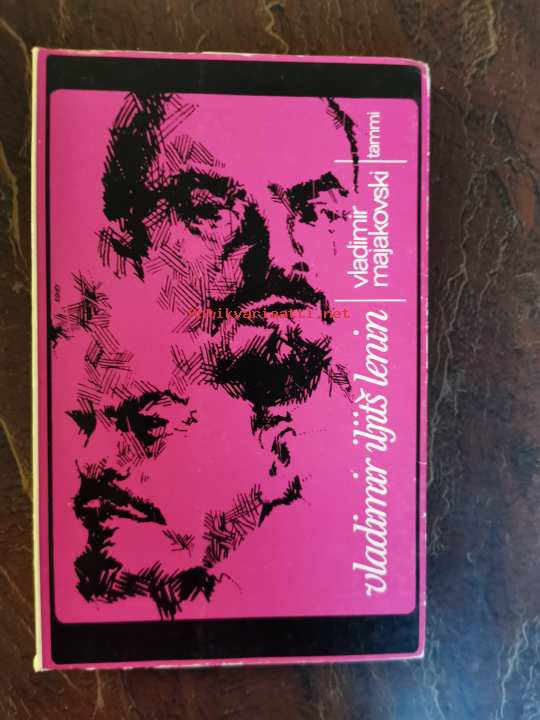 vladimir iljitš lenin
vladimir
majakovski
tammi
antikvariaatti.net